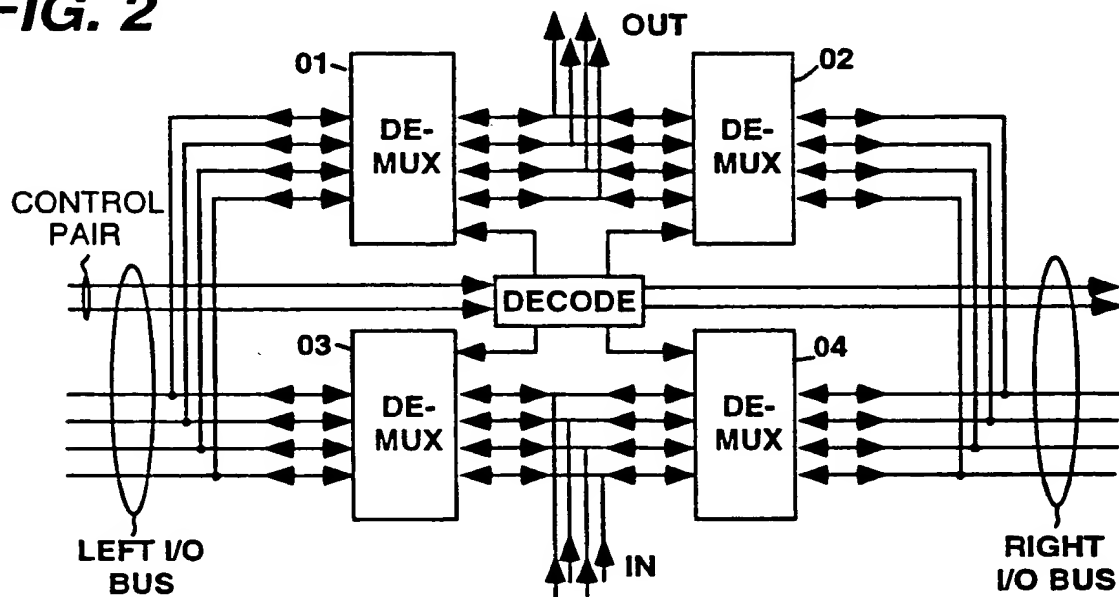 FIG. 2
OUT
01
02
DE-
MUX
DE-
MUX
CONTROL
PAIR
DECODE
03
04
DE-
MUX
DE-
MUX
LEFT I/O
BUS
IN
RIGHT
I/O BUS